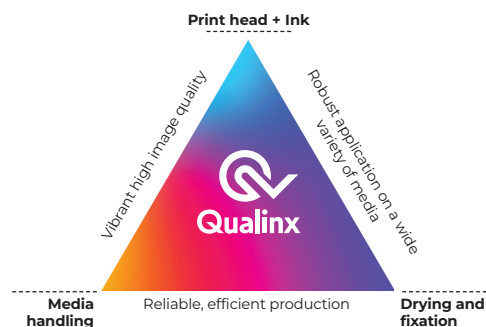 Print head + Ink
Vibrant high image quality
Robust application on a wide
variety of media
Qualinx
Media
handling
Reliable, efficient production
Drying and
fixation